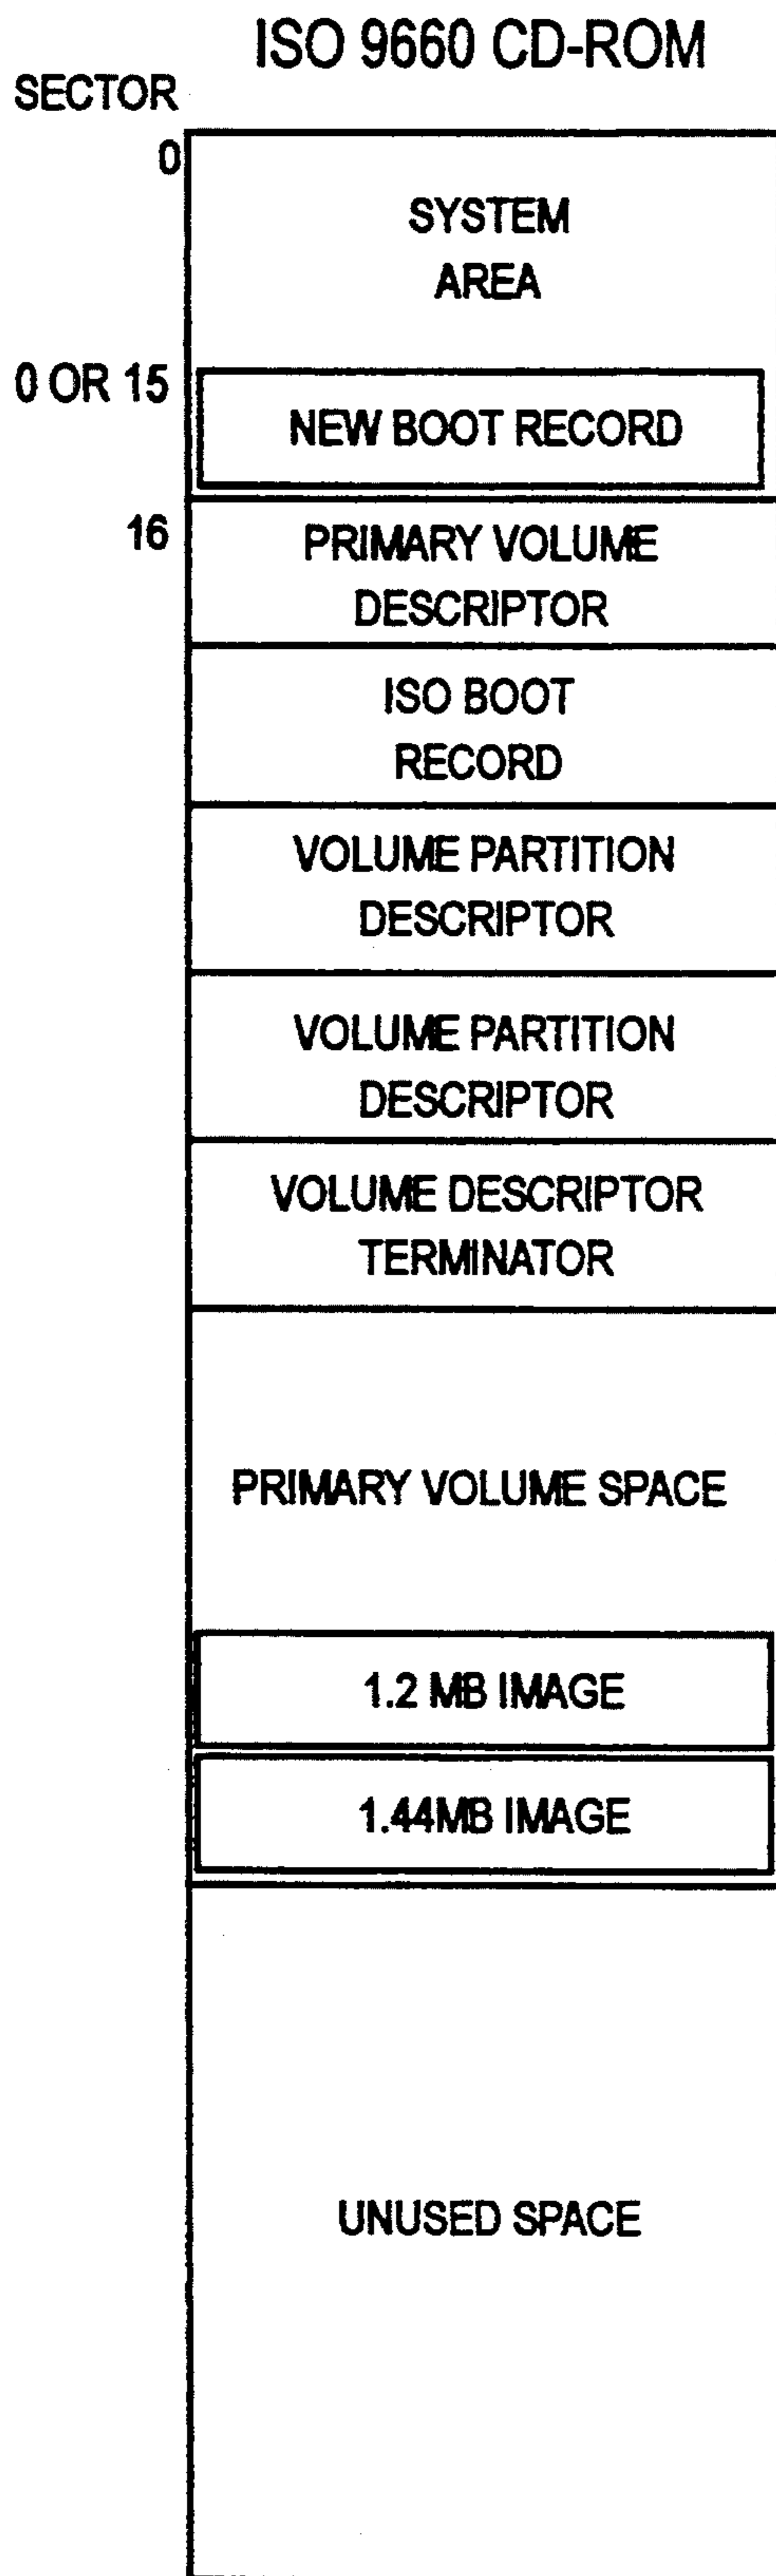 ISO 9660 CD-ROM
SECTOR
0
SYSTEM
AREA
0 OR 15
NEW BOOT RECORD
16
PRIMARY VOLUME
DESCRIPTOR
ISO BOOT
RECORD
VOLUME PARTITION
DESCRIPTOR
VOLUME PARTITION
DESCRIPTOR
VOLUME DESCRIPTOR
TERMINATOR
PRIMARY VOLUME SPACE
1.2 MB IMAGE
1.44MB IMAGE
UNUSED SPACE